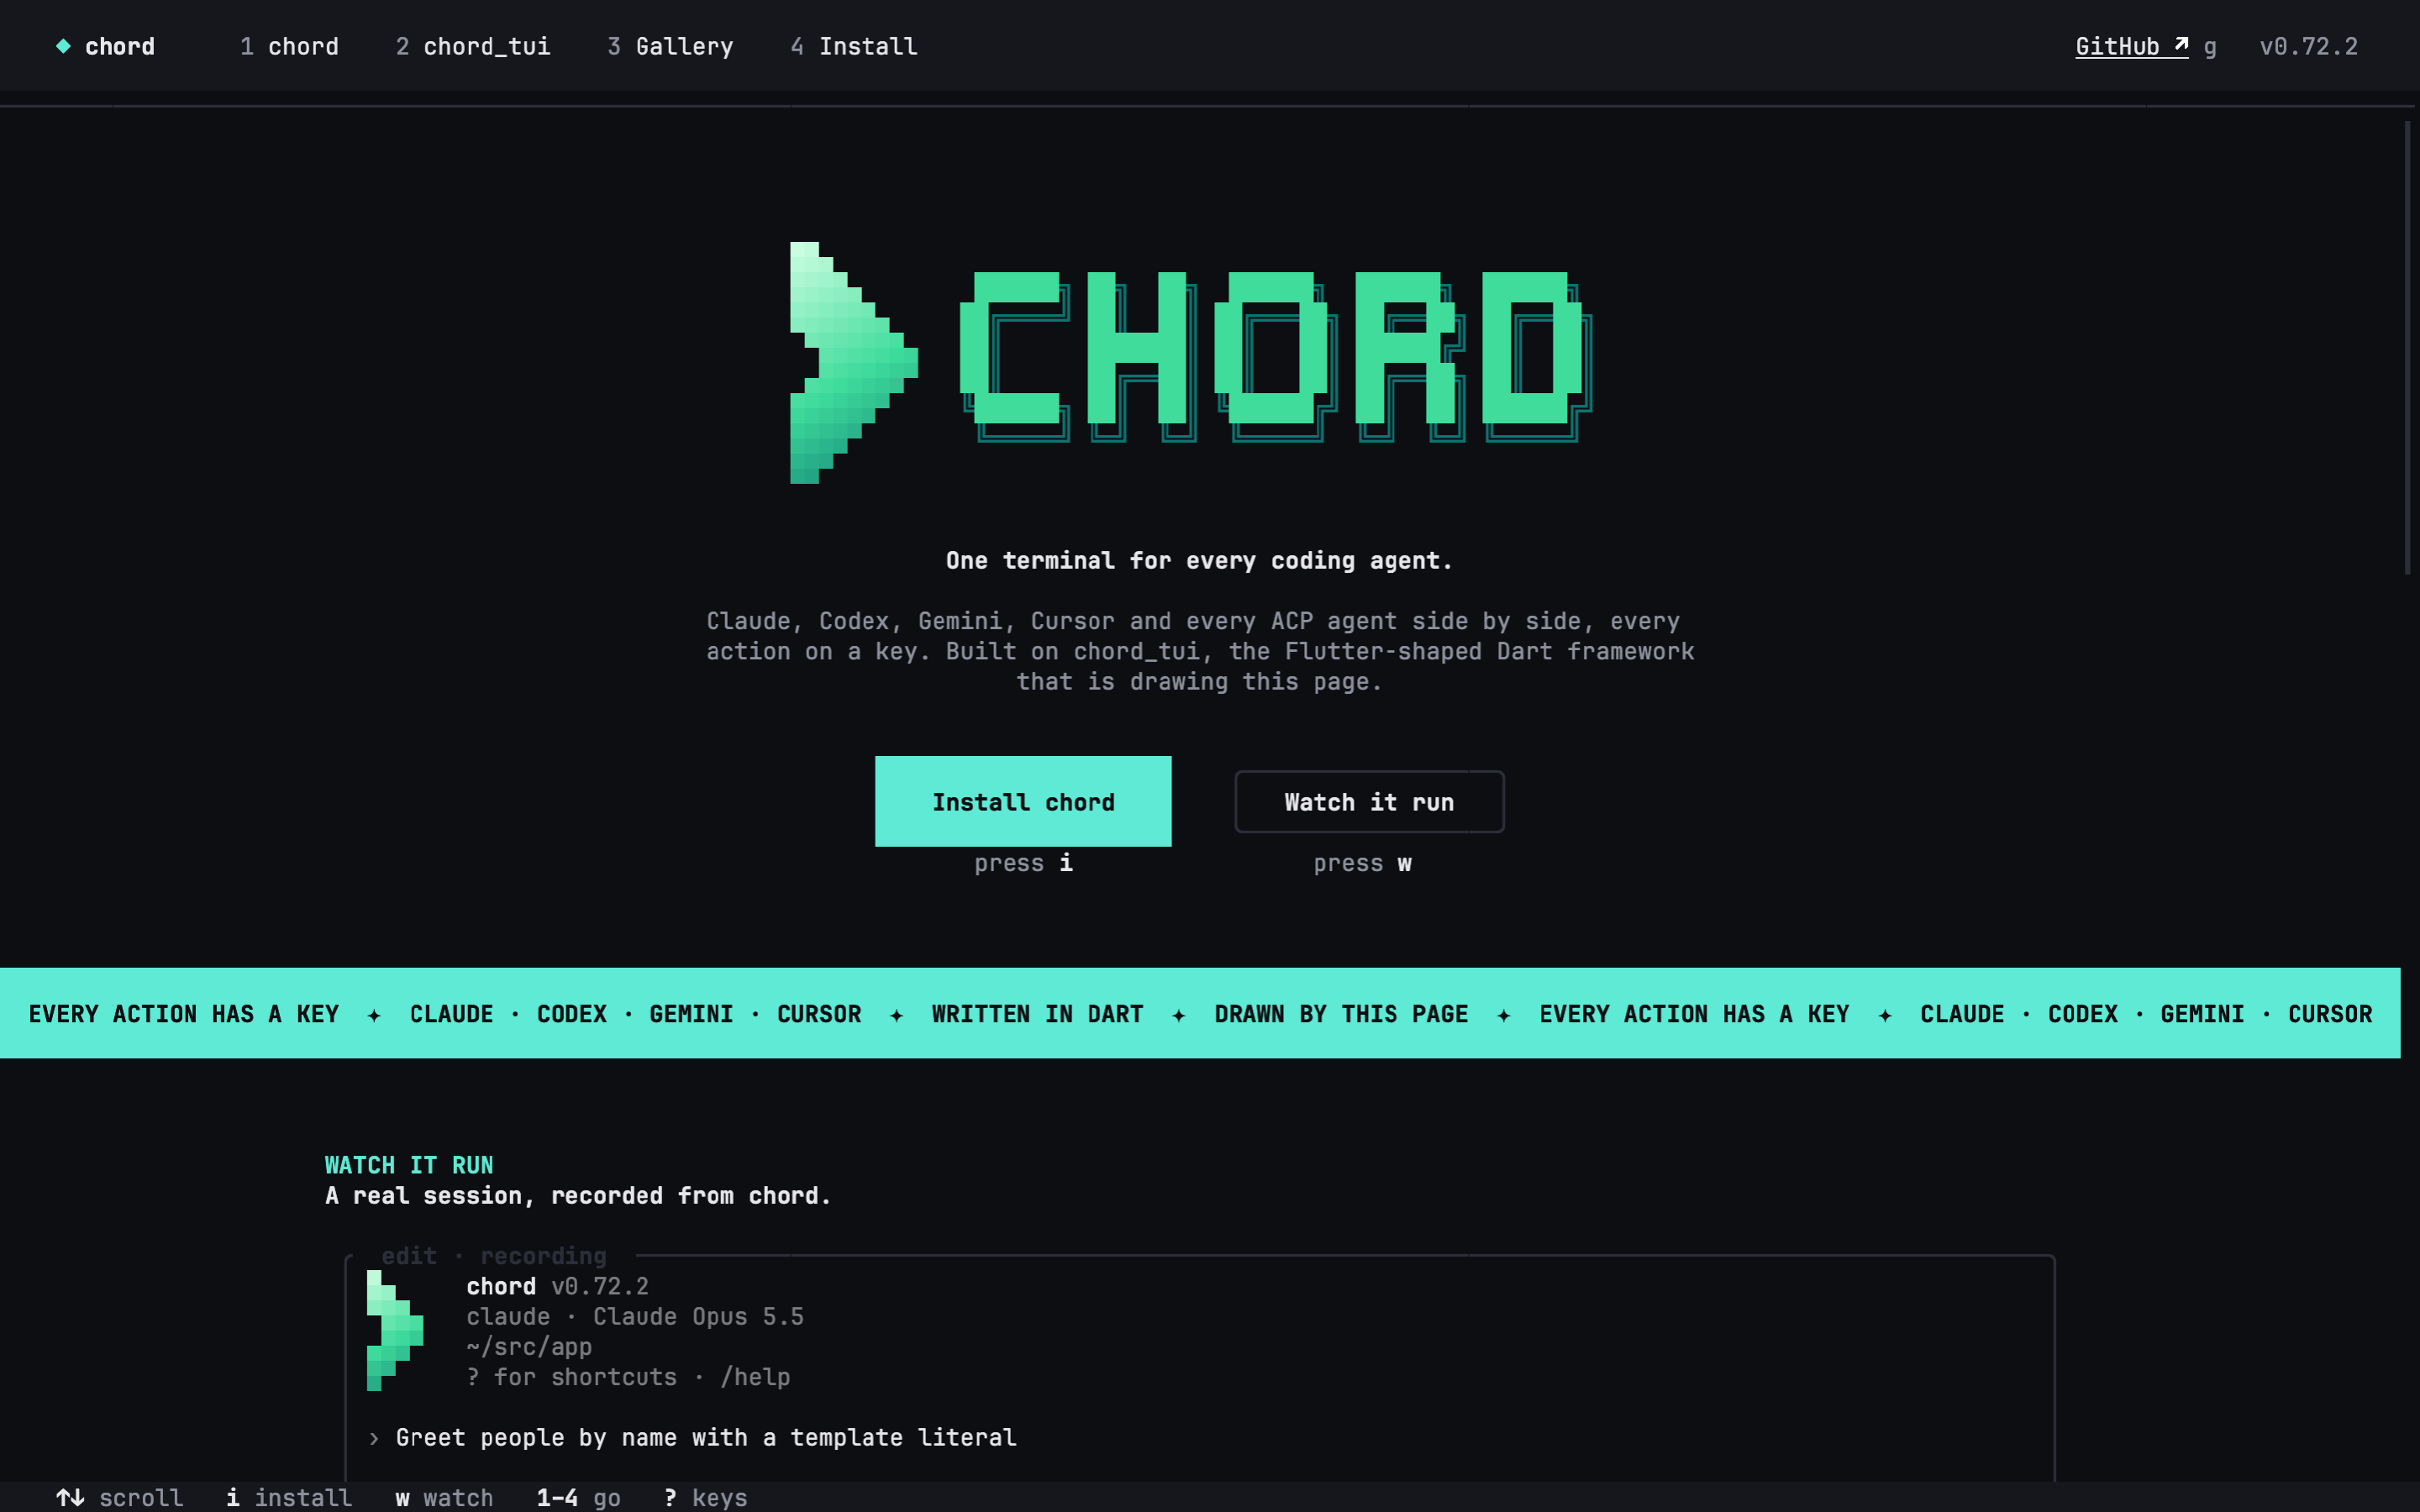 ◆ chord 1 chord 2 chord_tui 3 Gallery 4 Install GitHub ↗ g v0.72.2
CHORD
One terminal for every coding agent.
Claude, Codex, Gemini, Cursor and every ACP agent side by side, every
action on a key. Built on chord_tui, the Flutter-shaped Dart framework
that is drawing this page.
Install chord Watch it run
press i press w
EVERY ACTION HAS A KEY ✦ CLAUDE · CODEX · GEMINI · CURSOR ✦ WRITTEN IN DART ✦ DRAWN BY THIS PAGE ✦ EVERY ACTION HAS A KEY ✦ CLAUDE · CODEX · GEMINI · CURSOR
WATCH IT RUN
A real session, recorded from chord.
edit · recording
chord v0.72.2
claude · Claude Opus 5.5
~/src/app
? for shortcuts · /help
› Greet people by name with a template literal
↑↓ scroll i install w watch 1–4 go ? keys